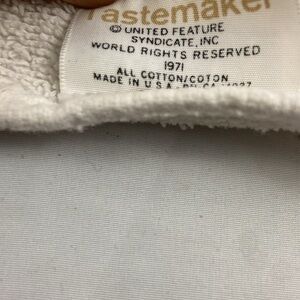 Tastemaker
© UNITED FEATURE
SYNDICATE, INC
WORLD RIGHTS RESERVED
1971
ALL COTTON/COTON
MADE IN U.S.A.